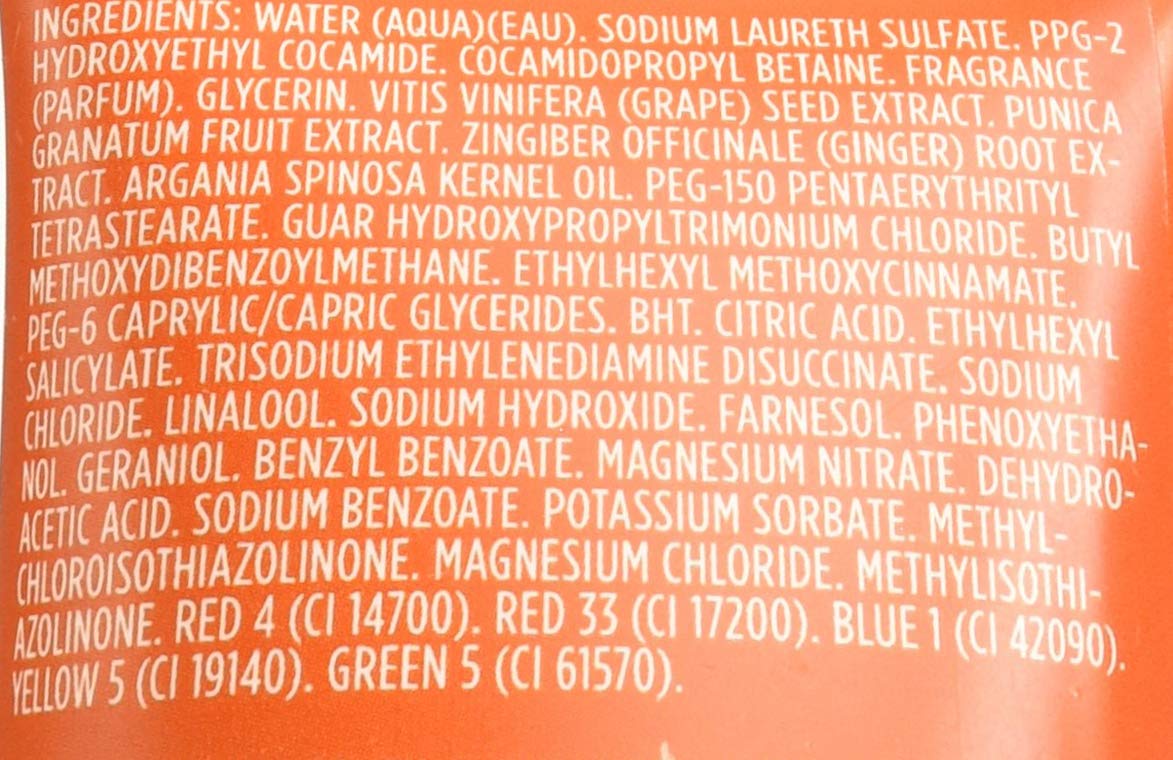 INGREDIENTS: WATER (AQUA)(EAU). SODIUM LAURETH SULFATE. PPG-2
HYDROXYETHYL COCAMIDE. COCAMIDOPROPYL BETAINE. FRAGRANCE
(PARFUM). GLYCERIN. VITIS VINIFERA (GRAPE) SEED EXTRACT. PUNICA
GRANATUM FRUIT EXTRACT. ZINGIBER OFFICINALE (GINGER) ROOT EX-
TRACT. ARGANIA SPINOSA KERNEL OIL. PEG-150 PENTAERYTHRITYL
TETRASTEARATE. GUAR HYDROXYPROPYLTRIMONIUM CHLORIDE. BUTYL
METHOXYDIBENZOYLMETHANE. ETHYLHEXYL METHOXYCINNAMATE.
PEG-6 CAPRYLIC/CAPRIC GLYCERIDES. BHT. CITRIC ACID. ETHYLHEXYL
SALICYLATE. TRISODIUM ETHYLENEDIAMINE DISUCCINATE. SODIUM
CHLORIDE. LINALOOL. SODIUM HYDROXIDE. FARNESOL. PHENOXYETHA-
NOL. GERANIOL. BENZYL BENZOATE. MAGNESIUM NITRATE. DEHYDRO-
ACETIC ACID. SODIUM BENZOATE. POTASSIUM SORBATE. METHYL-
CHLOROISOTHIAZOLINONE. MAGNESIUM CHLORIDE. METHYLISOTHI-
AZOLINONE. RED 4 (CI 14700). RED 33 (CI 17200). BLUE 1 (CI 42090).
YELLOW 5 (CI 19140). GREEN 5 (CI 61570).